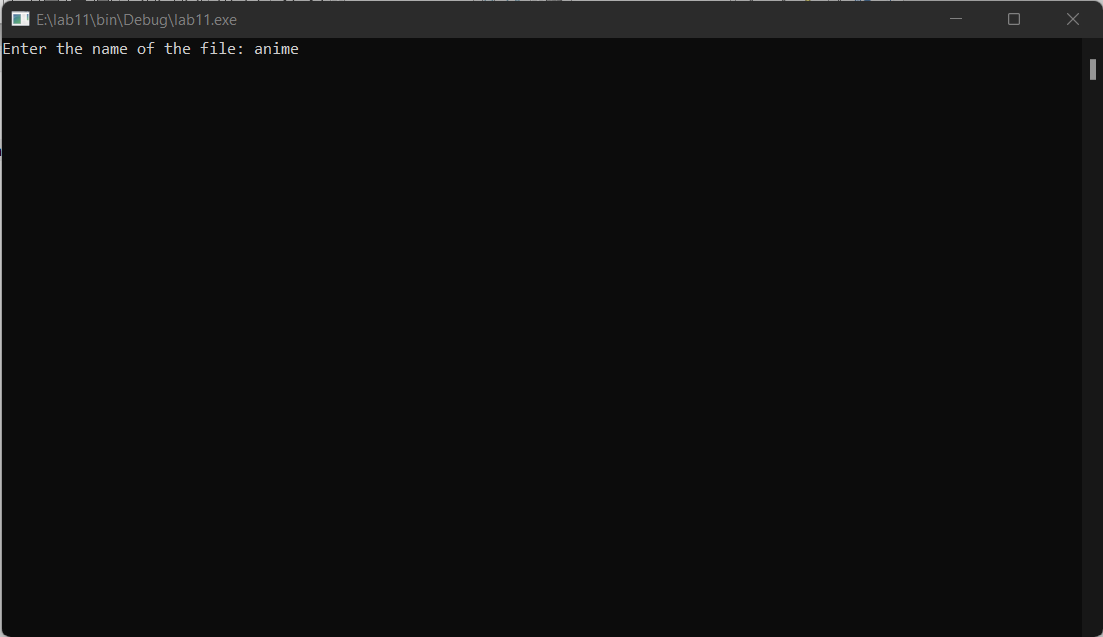 E:\lab11\bin\Debug\lab11.exe
Enter the name of the file: anime